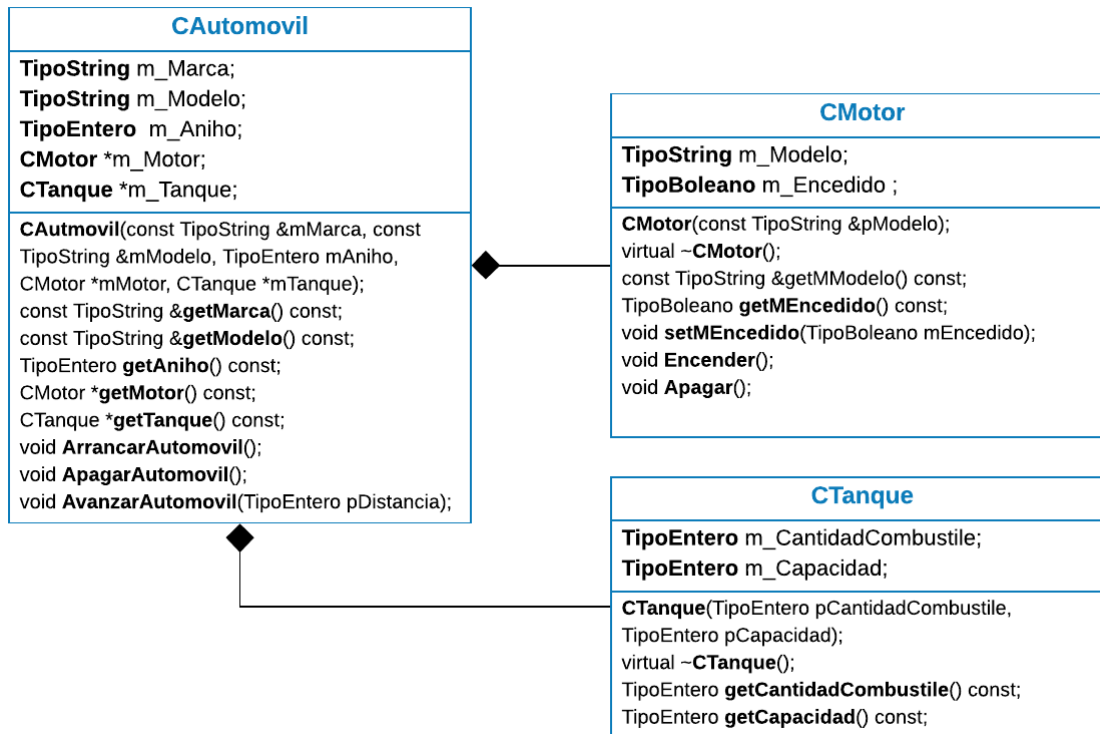 CAutomovil
TipoString m_Marca;
TipoString m_Modelo;
TipoEntero m_Aniho;
CMotor *m_Motor;
CTanque *m_Tanque;
CAutmovil(const TipoString &mMarca, const
TipoString &mModelo, TipoEntero mAniho,
CMotor *mMotor, CTanque *mTanque);
const TipoString &getMarca() const;
const TipoString &getModelo() const;
TipoEntero getAniho() const;
CMotor *getMotor() const;
CTanque *getTanque() const;
void ArrancarAutomovil();
void ApagarAutomovil();
void AvanzarAutomovil(TipoEntero pDistancia);
CMotor
TipoString m_Modelo;
TipoBoleano m_Encedido ;
CMotor(const TipoString &pModelo);
virtual ~CMotor();
const TipoString &getMModelo() const;
TipoBoleano getMEncedido() const;
void setMEncedido(TipoBoleano mEncedido);
void Encender();
void Apagar();
CTanque
TipoEntero m_CantidadCombustile;
TipoEntero m_Capacidad;
CTanque(TipoEntero pCantidadCombustile,
TipoEntero pCapacidad);
virtual ~CTanque();
TipoEntero getCantidadCombustile() const;
TipoEntero getCapacidad() const;